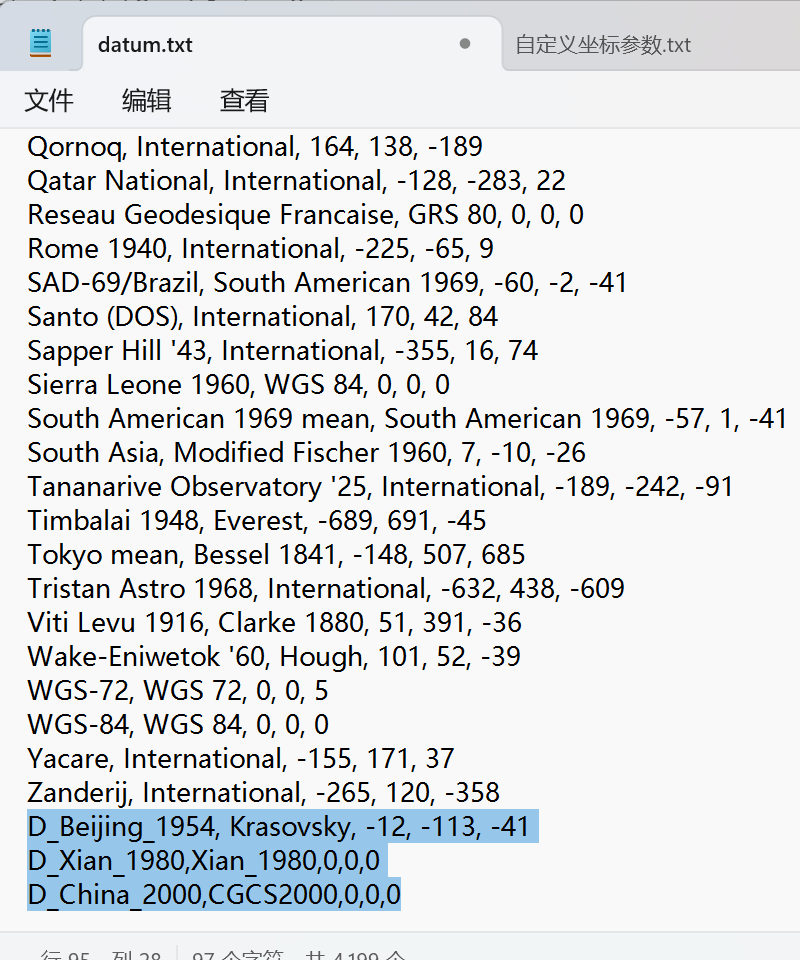 datum.txt
自定义坐标参数.txt
文件 编辑 查看
Qornoq, International, 164, 138, -189
Qatar National, International, -128, -283, 22
Reseau Geodesique Francaise, GRS 80, 0, 0, 0
Rome 1940, International, -225, -65, 9
SAD-69/Brazil, South American 1969, -60, -2, -41
Santo (DOS), International, 170, 42, 84
Sapper Hill '43, International, -355, 16, 74
Sierra Leone 1960, WGS 84, 0, 0, 0
South American 1969 mean, South American 1969, -57, 1, -41
South Asia, Modified Fischer 1960, 7, -10, -26
Tananarive Observatory '25, International, -189, -242, -91
Timbalai 1948, Everest, -689, 691, -45
Tokyo mean, Bessel 1841, -148, 507, 685
Tristan Astro 1968, International, -632, 438, -609
Viti Levu 1916, Clarke 1880, 51, 391, -36
Wake-Eniwetok '60, Hough, 101, 52, -39
WGS-72, WGS 72, 0, 0, 5
WGS-84, WGS 84, 0, 0, 0
Yacare, International, -155, 171, 37
Zanderij, International, -265, 120, -358
D_Beijing_1954, Krasovsky, -12, -113, -41
D_Xian_1980,Xian_1980,0,0,0
D_China_2000,CGCS2000,0,0,0
行 95, 列 28 97 个字符, 共 4,199 个